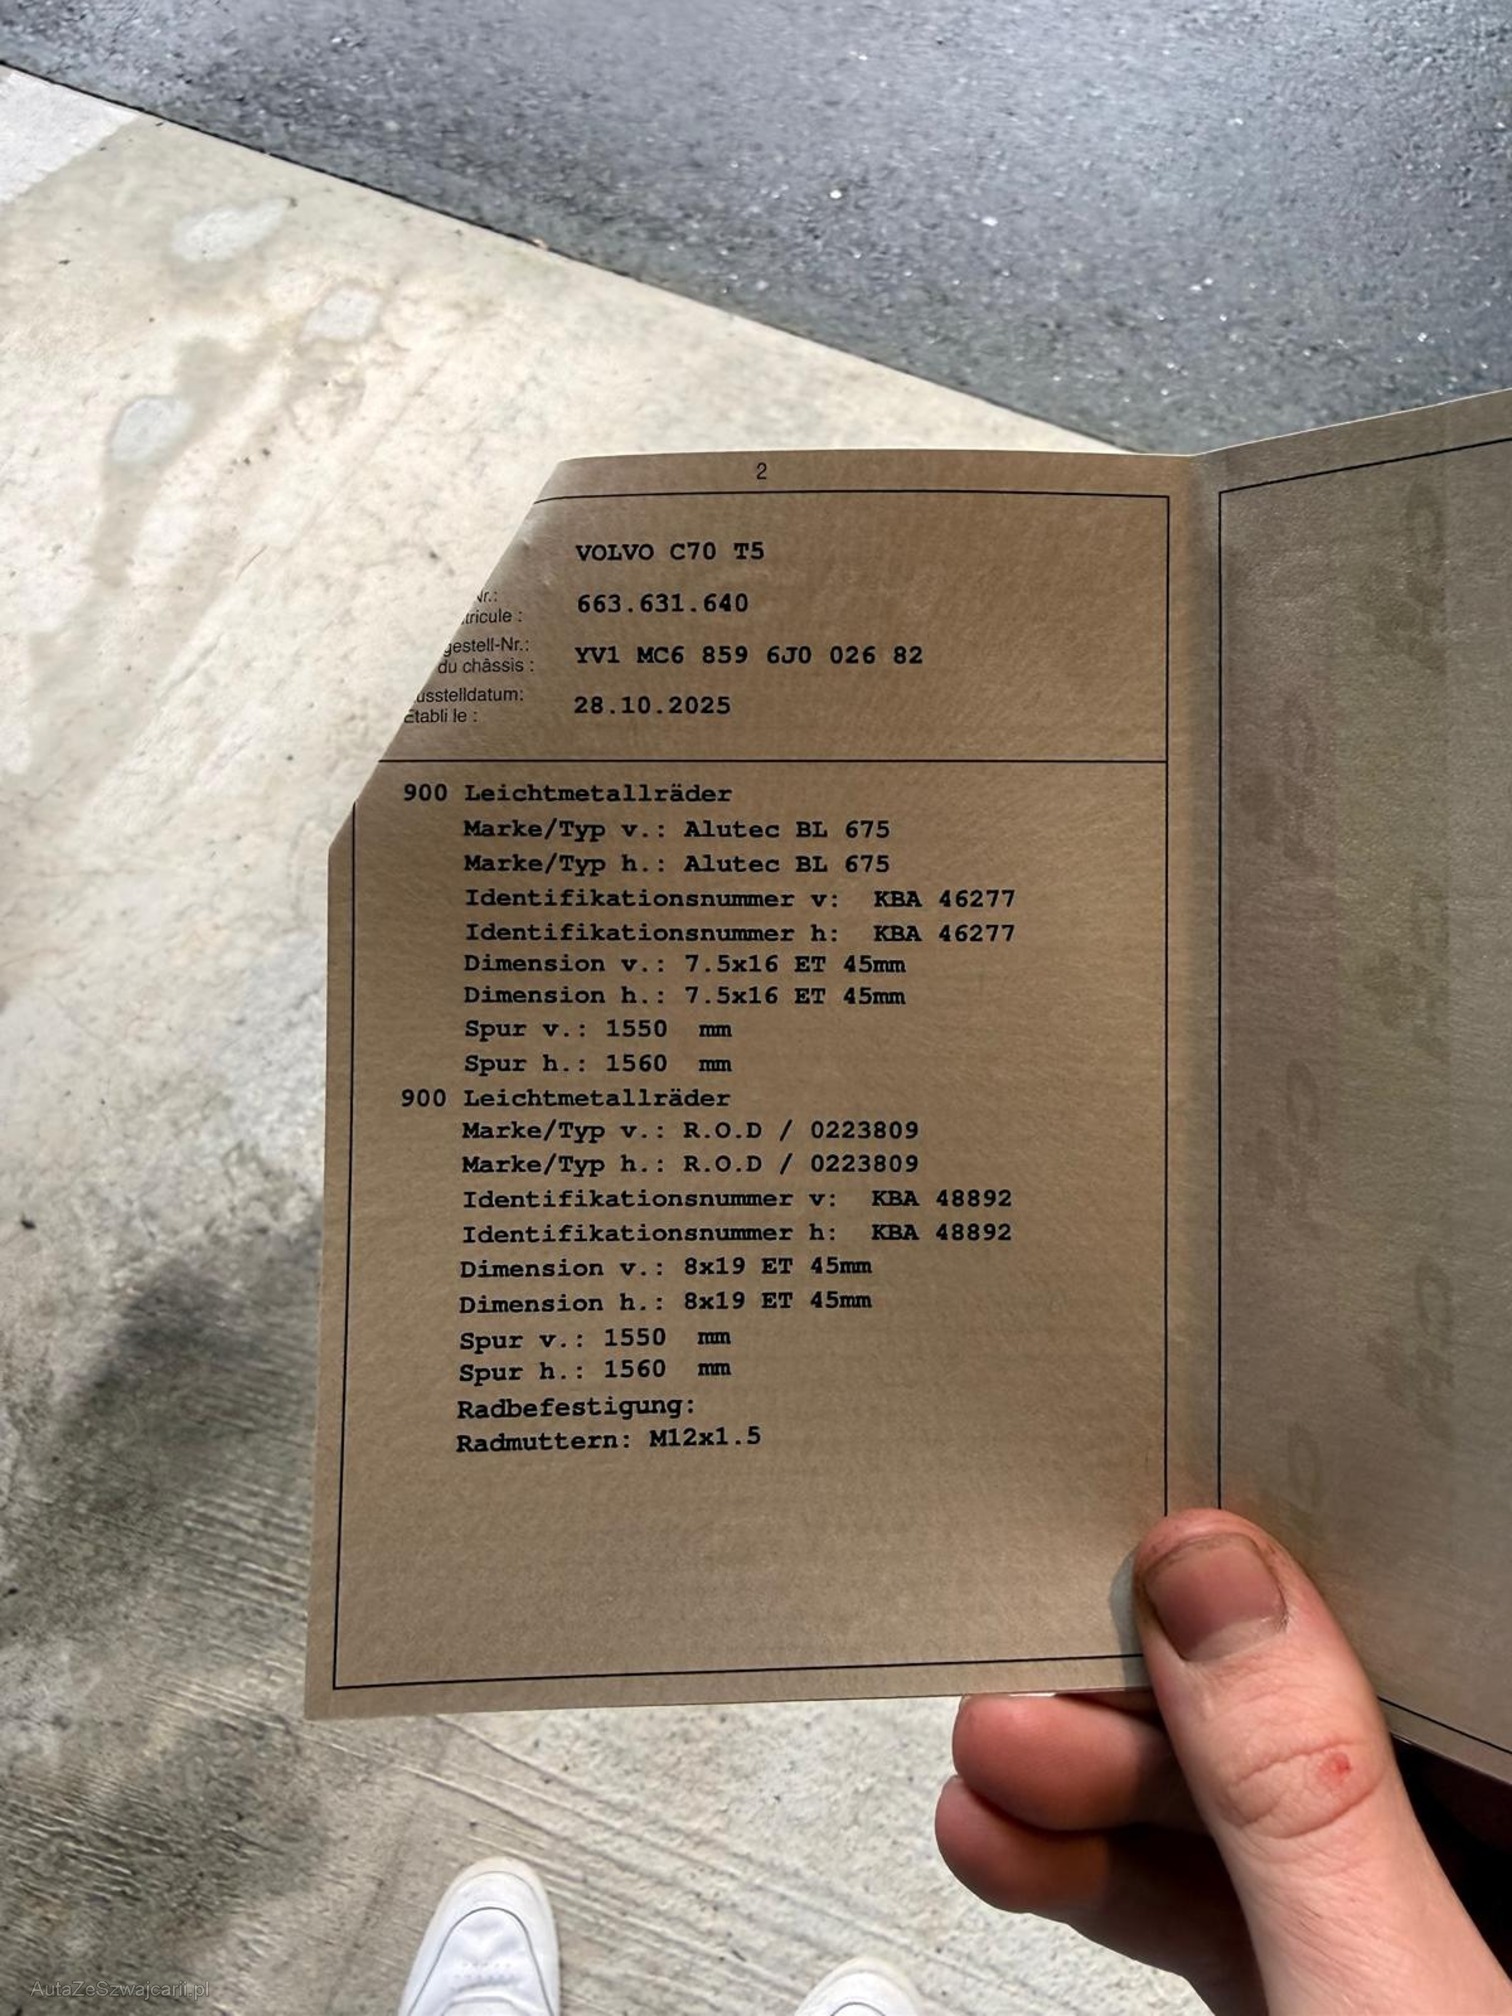 2
VOLVO C70 T5
Nr.: 663.631.640
tricule :
gestell-Nr.: YV1 MC6 859 6J0 026 82
du châssis :
usstelldatum: 28.10.2025
Etabli le :
900 Leichtmetallräder
Marke/Typ v.: Alutec BL 675
Marke/Typ h.: Alutec BL 675
Identifikationsnummer v: KBA 46277
Identifikationsnummer h: KBA 46277
Dimension v.: 7.5x16 ET 45mm
Dimension h.: 7.5x16 ET 45mm
Spur v.: 1550 mm
Spur h.: 1560 mm
900 Leichtmetallräder
Marke/Typ v.: R.O.D / 0223809
Marke/Typ h.: R.O.D / 0223809
Identifikationsnummer v: KBA 48892
Identifikationsnummer h: KBA 48892
Dimension v.: 8x19 ET 45mm
Dimension h.: 8x19 ET 45mm
Spur v.: 1550 mm
Spur h.: 1560 mm
Radbefestigung:
Radmuttern: M12x1.5
AutaZeSzwajcarii.pl